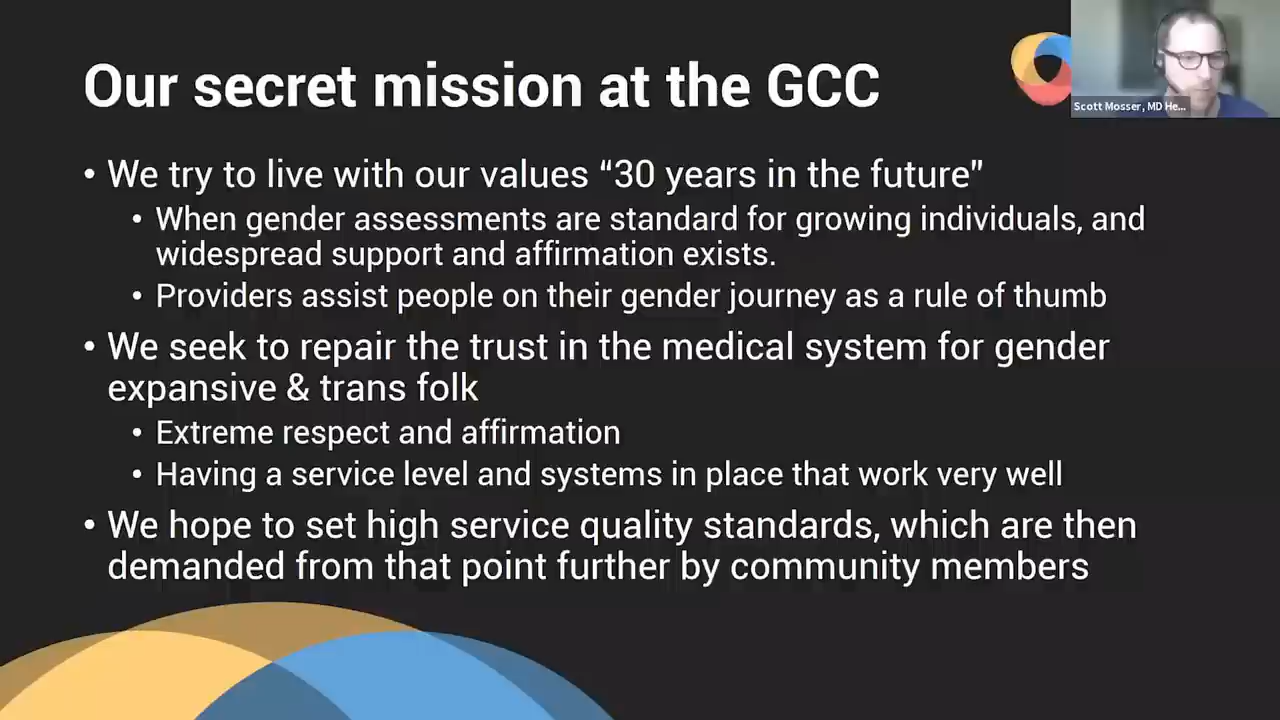 Our secret mission at the GCC
Scott Mosser, MD He...
• We try to live with our values “30 years in the future”
• When gender assessments are standard for growing individuals, and
widespread support and affirmation exists.
• Providers assist people on their gender journey as a rule of thumb
• We seek to repair the trust in the medical system for gender
expansive & trans folk
• Extreme respect and affirmation
• Having a service level and systems in place that work very well
• We hope to set high service quality standards, which are then
demanded from that point further by community members